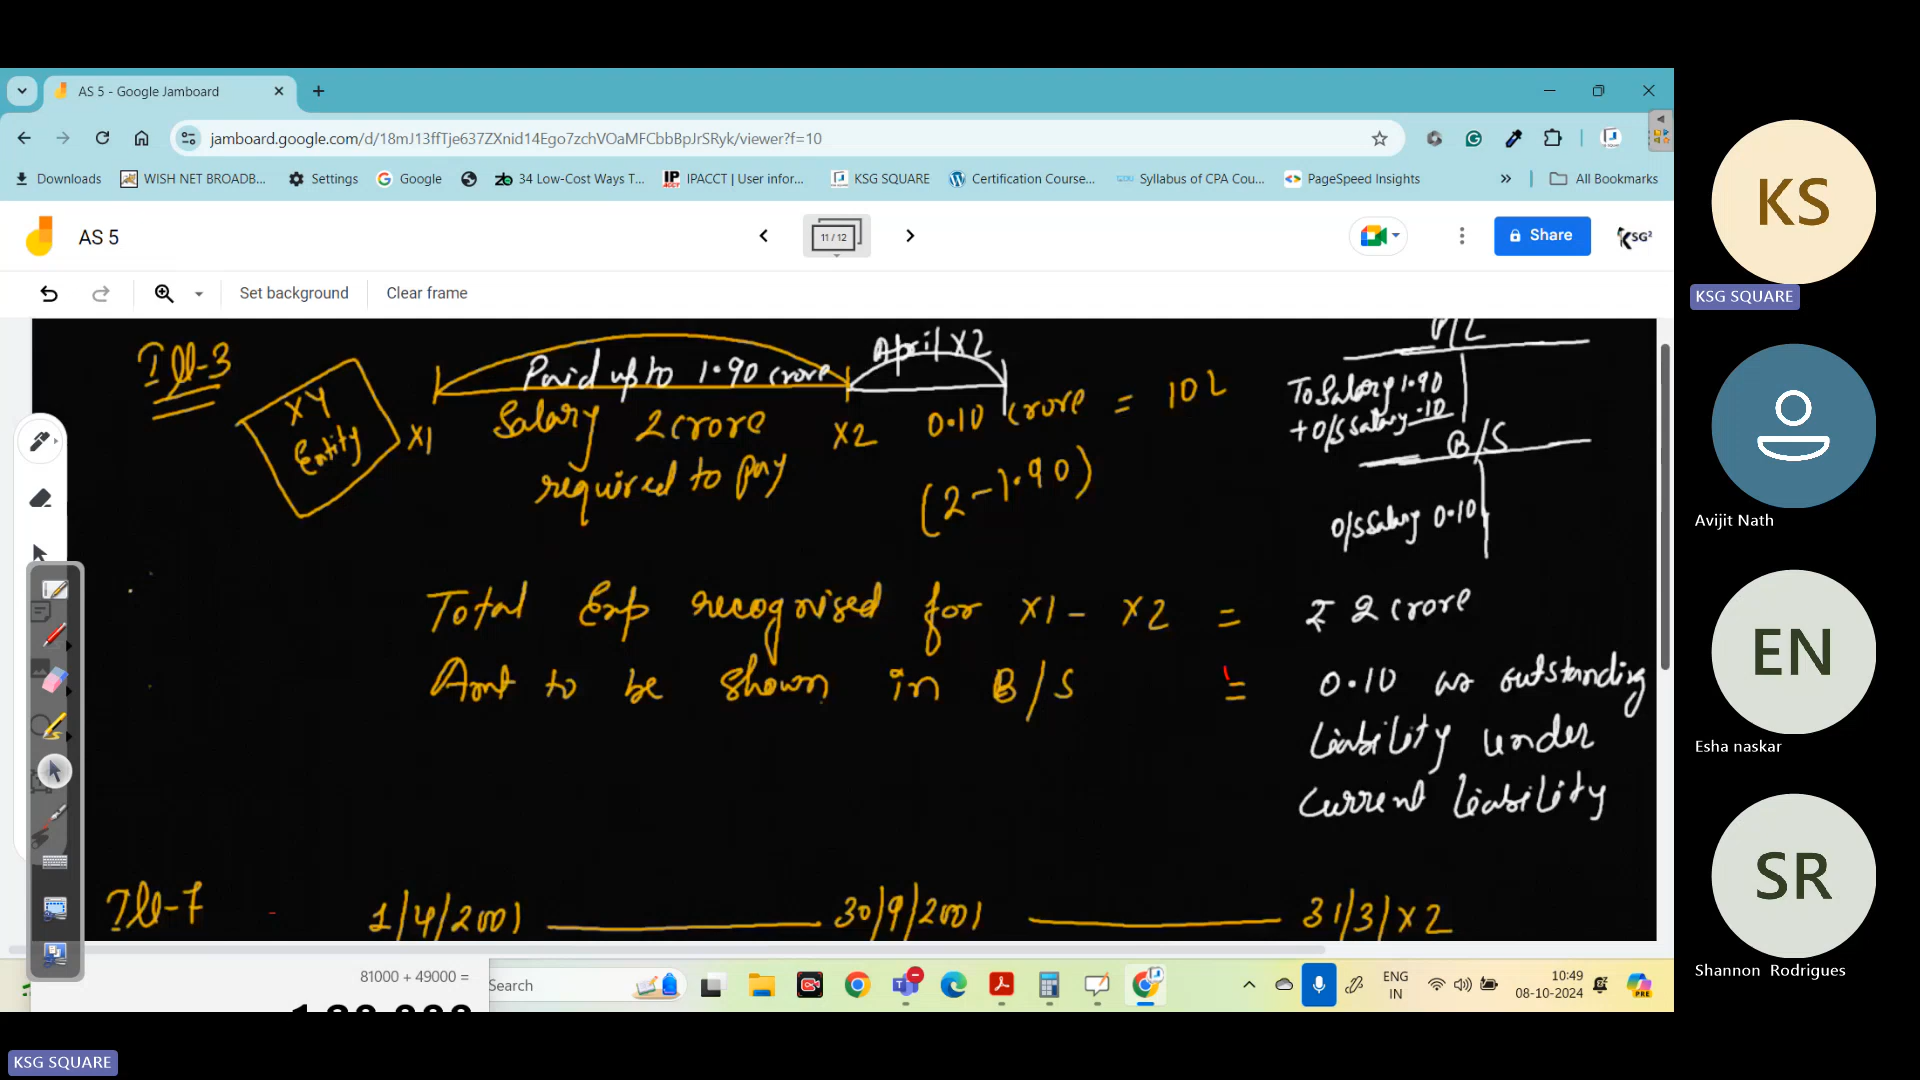 AS 5 - Google Jamboard
jamboard.google.com/d/18mJ13ffTje637ZXnid14Ego7zchVOaMFCbbBpJrSRyk/viewer?f=10
Downloads WISH NET BROADB... Settings Google 34 Low-Cost Ways T... IPACCT | User infor... KSG SQUARE Certification Course... Syllabus of CPA Cou... PageSpeed Insights » All Bookmarks
AS 5
11 / 12
Share
KSG²
Set background Clear frame
Ill-3
XY
Entity
Paid up to 1.90 crore
April X2
X1 Salary 2 crore X2 0.10 crore = 10L
required to pay (2-1.90)
P/L
To Salary 1.90
+ O/S Salary .10
B/S
O/S Salary 0.10
Total Exp recognised for X1 - X2 = ₹ 2 crore
Amt to be shown in B/S = 0.10 as outstanding
liability under
current liability
Ill-7 1/4/2001 30/9/2001 31/3/X2
81000 + 49000 =
Search
ENG
IN
10:49
08-10-2024
PRE
KS
KSG SQUARE
Avijit Nath
EN
Esha naskar
SR
Shannon Rodrigues
KSG SQUARE